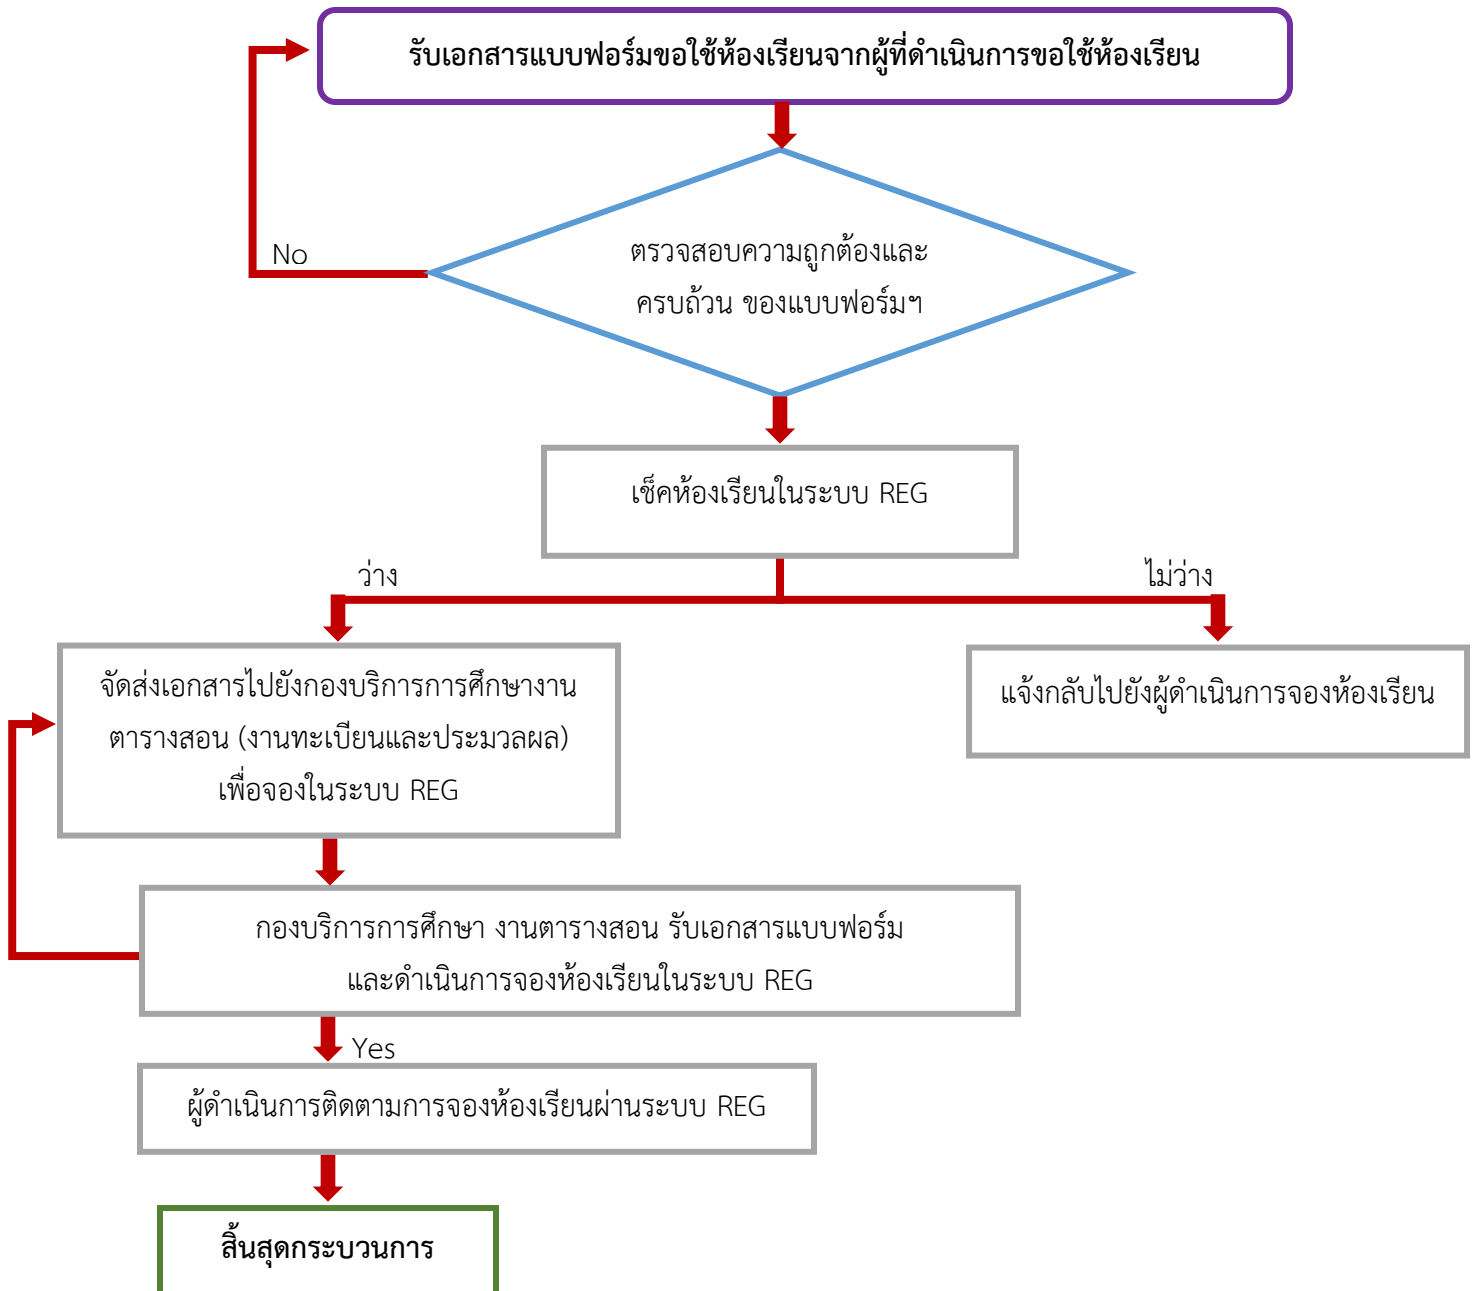 รับเอกสารแบบฟอร์มขอใช้ห้องเรียนจากผู้ที่ดำเนินการขอใช้ห้องเรียน
No
ตรวจสอบความถูกต้องและ
ครบถ้วน ของแบบฟอร์มฯ
เช็คห้องเรียนในระบบ REG
ว่าง
ไม่ว่าง
จัดส่งเอกสารไปยังกองบริการการศึกษางาน
ตารางสอน (งานทะเบียนและประมวลผล)
เพื่อจองในระบบ REG
แจ้งกลับไปยังผู้ดำเนินการจองห้องเรียน
กองบริการการศึกษา งานตารางสอน รับเอกสารแบบฟอร์ม
และดำเนินการจองห้องเรียนในระบบ REG
Yes
ผู้ดำเนินการติดตามการจองห้องเรียนผ่านระบบ REG
สิ้นสุดกระบวนการ